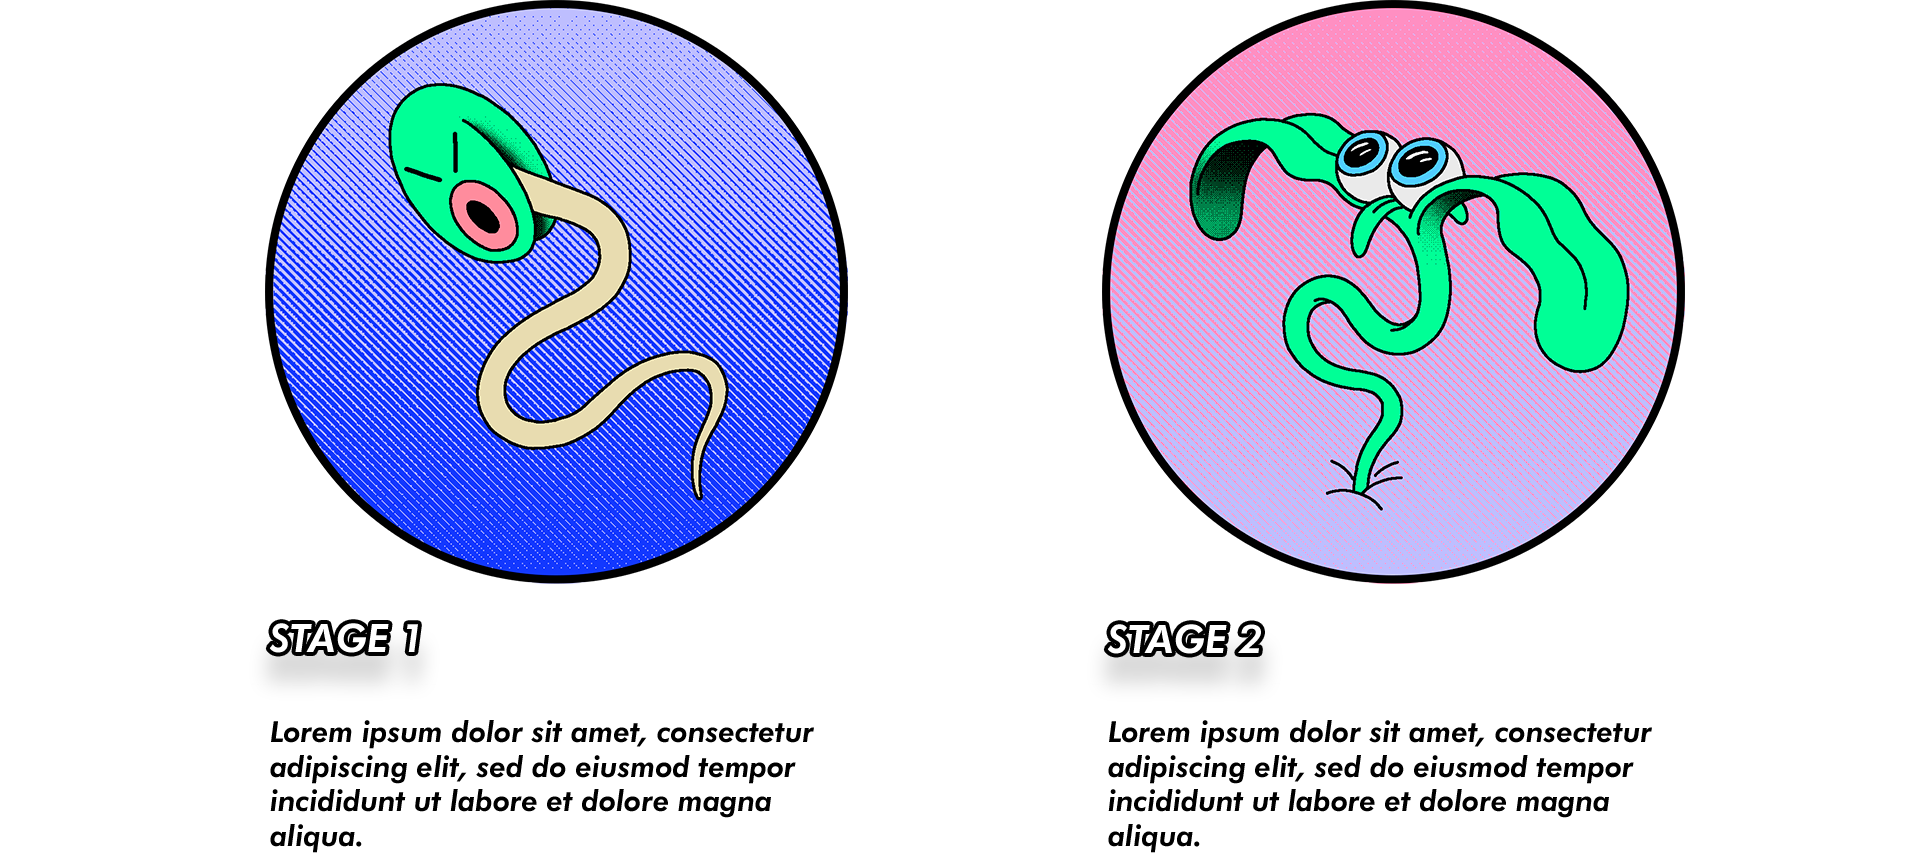 STAGE 1
Lorem ipsum dolor sit amet, consectetur
adipiscing elit, sed do eiusmod tempor
incididunt ut labore et dolore magna
aliqua.
STAGE 2
Lorem ipsum dolor sit amet, consectetur
adipiscing elit, sed do eiusmod tempor
incididunt ut labore et dolore magna
aliqua.